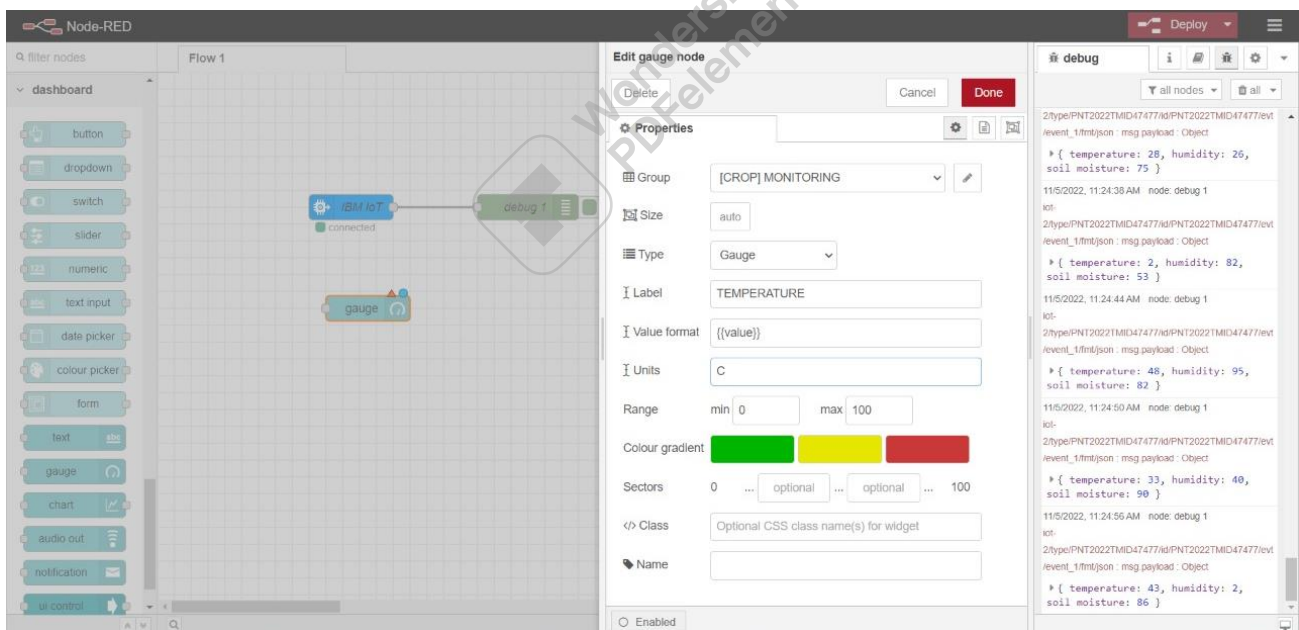 Node-RED
Deploy
filter nodes
Flow 1
dashboard
button
dropdown
switch
slider
numeric
text input
date picker
colour picker
form
text
gauge
chart
audio out
notification
ui control
IBM IoT
connected
debug 1
gauge
Wondershare
PDFelement
Edit gauge node
Delete
Cancel
Done
Properties
Group
[CROP] MONITORING
Size
auto
Type
Gauge
Label
TEMPERATURE
Value format
{{value}}
Units
C
Range
min 0
max 100
Colour gradient
Sectors
0 ... optional ... optional ... 100
</> Class
Optional CSS class name(s) for widget
Name
Enabled
debug
all nodes
all
2/type/PNT2022TMID47477/id/PNT2022TMID47477/evt
/event_1/fmt/json : msg.payload : Object
{ temperature: 28, humidity: 26,
soil moisture: 75 }
11/5/2022, 11:24:38 AM node: debug 1
iot-
2/type/PNT2022TMID47477/id/PNT2022TMID47477/evt
/event_1/fmt/json : msg.payload : Object
{ temperature: 2, humidity: 82,
soil moisture: 53 }
11/5/2022, 11:24:44 AM node: debug 1
iot-
2/type/PNT2022TMID47477/id/PNT2022TMID47477/evt
/event_1/fmt/json : msg.payload : Object
{ temperature: 48, humidity: 95,
soil moisture: 82 }
11/5/2022, 11:24:50 AM node: debug 1
iot-
2/type/PNT2022TMID47477/id/PNT2022TMID47477/evt
/event_1/fmt/json : msg.payload : Object
{ temperature: 33, humidity: 40,
soil moisture: 90 }
11/5/2022, 11:24:56 AM node: debug 1
iot-
2/type/PNT2022TMID47477/id/PNT2022TMID47477/evt
/event_1/fmt/json : msg.payload : Object
{ temperature: 43, humidity: 2,
soil moisture: 86 }